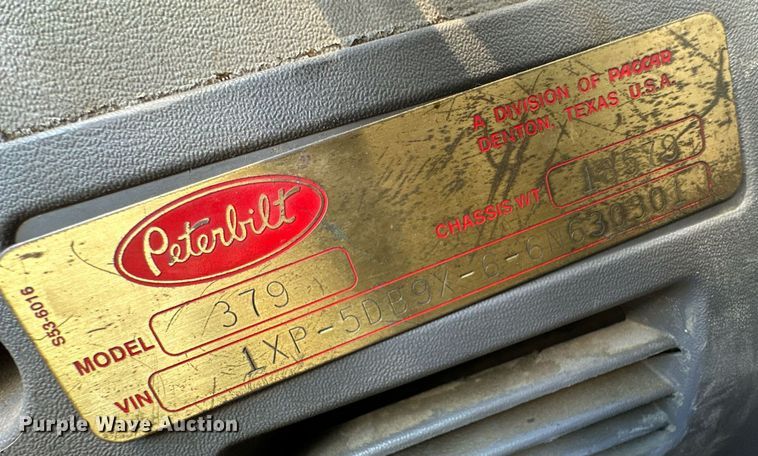 A DIVISION OF PACCAR
DENTON, TEXAS U.S.A.
Peterbilt
CHASSIS WT
MODEL 379
VIN 1XP-5DB9X-6-6N630301
S53-6016
Purple Wave Auction